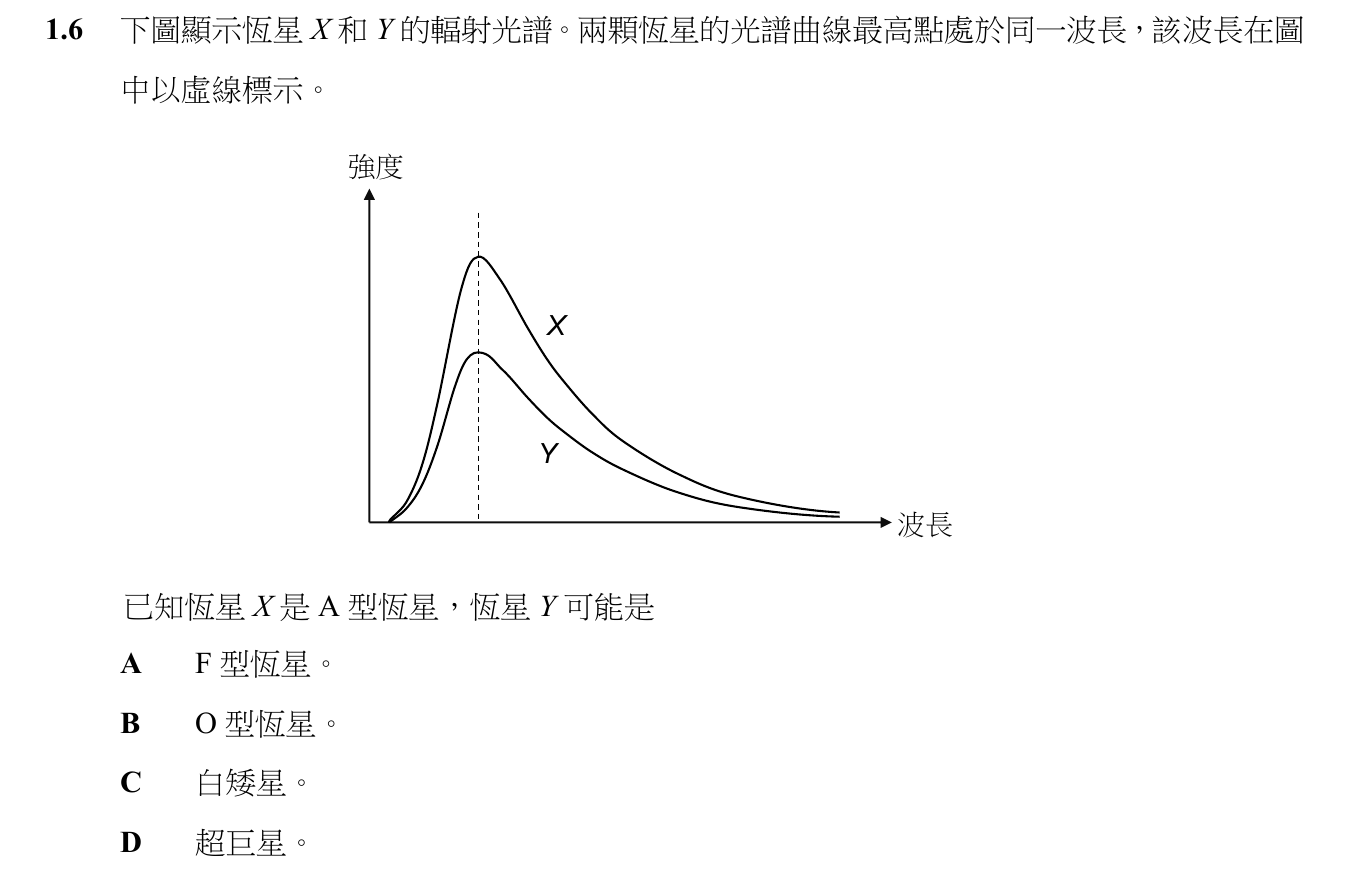 1.6 下圖顯示恆星 X 和 Y 的輻射光譜。兩顆恆星的光譜曲線最高點處於同一波長，該波長在圖
中以虛線標示。
強度
X
Y
波長
已知恆星 X 是 A 型恆星，恆星 Y 可能是
A F 型恆星。
B O 型恆星。
C 白矮星。
D 超巨星。